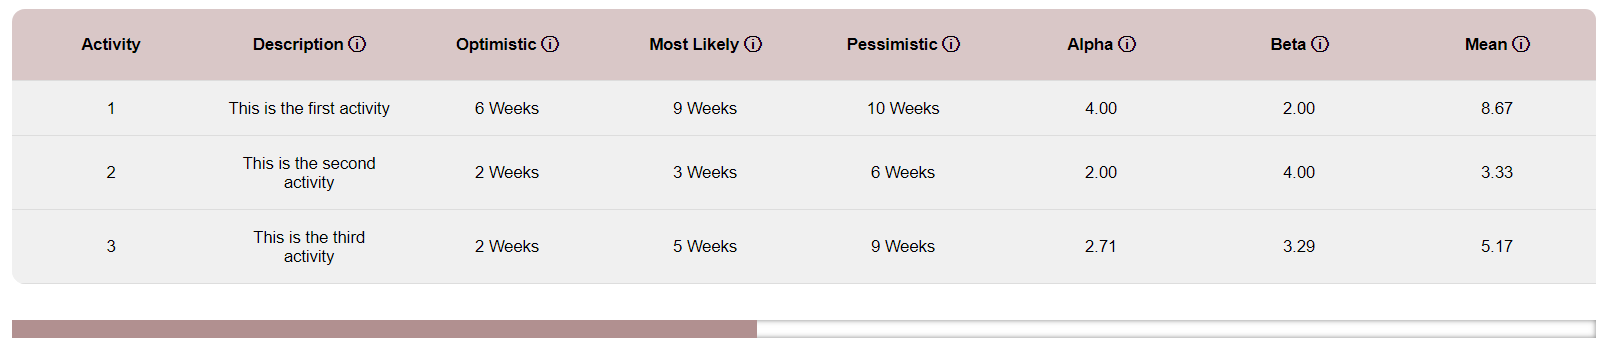 Activity Description ⓘ Optimistic ⓘ Most Likely ⓘ Pessimistic ⓘ Alpha ⓘ Beta ⓘ Mean ⓘ
1 This is the first activity 6 Weeks 9 Weeks 10 Weeks 4.00 2.00 8.67
2 This is the second activity 2 Weeks 3 Weeks 6 Weeks 2.00 4.00 3.33
3 This is the third activity 2 Weeks 5 Weeks 9 Weeks 2.71 3.29 5.17